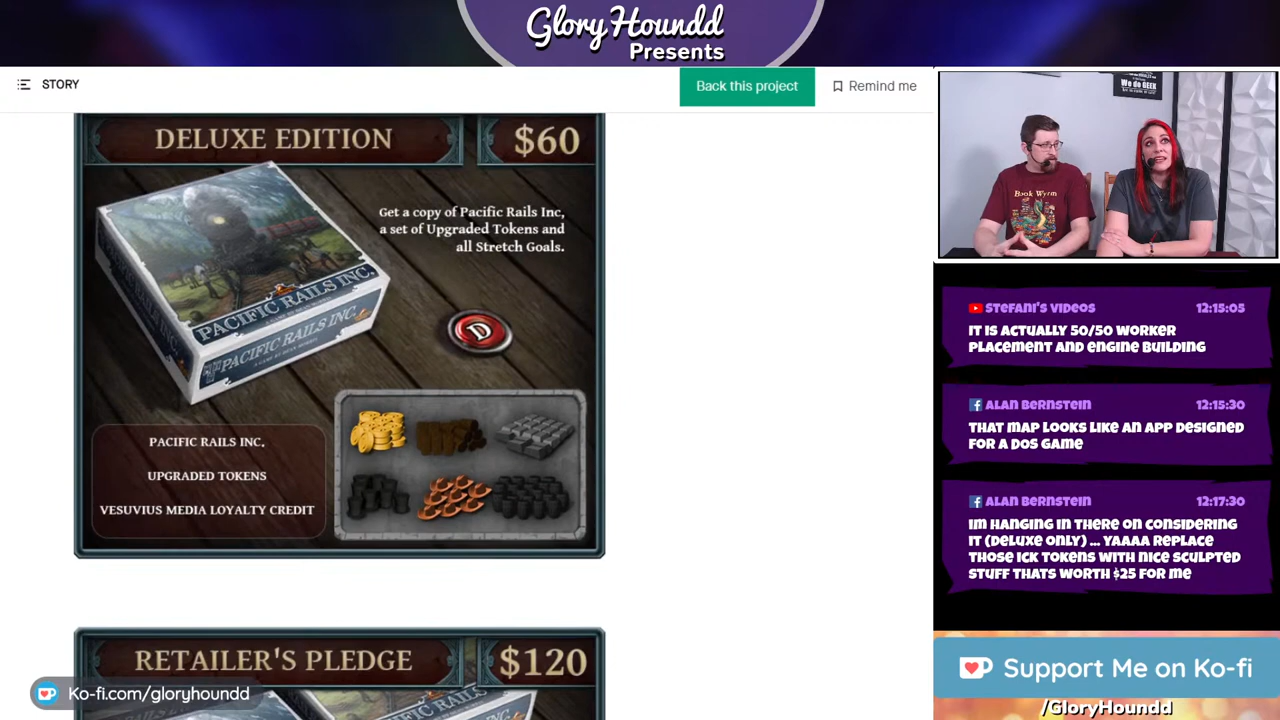 Glory Houndd
Presents
STORY
Back this project
Remind me
DELUXE EDITION
$60
Get a copy of Pacific Rails Inc,
a set of Upgraded Tokens and
all Stretch Goals.
PACIFIC RAILS INC.
PACIFIC RAILS INC.
D
PACIFIC RAILS INC.
UPGRADED TOKENS
VESUVIUS MEDIA LOYALTY CREDIT
RETAILER'S PLEDGE
$120
Ko-fi.com/gloryhoundd
We do GEEK
Book Wyrm
STEFANI'S VIDEOS 12:15:05
IT IS ACTUALLY 50/50 WORKER
PLACEMENT AND ENGINE BUILDING
ALAN BERNSTEIN 12:15:30
THAT MAP LOOKS LIKE AN APP DESIGNED
FOR A DOS GAME
ALAN BERNSTEIN 12:17:30
IM HANGING IN THERE ON CONSIDERING
IT (DELUXE ONLY) ... YAAAA REPLACE
THOSE ICK TOKENS WITH NICE SCULPTED
STUFF THATS WORTH $25 FOR ME
Support Me on Ko-fi
/GloryHoundd